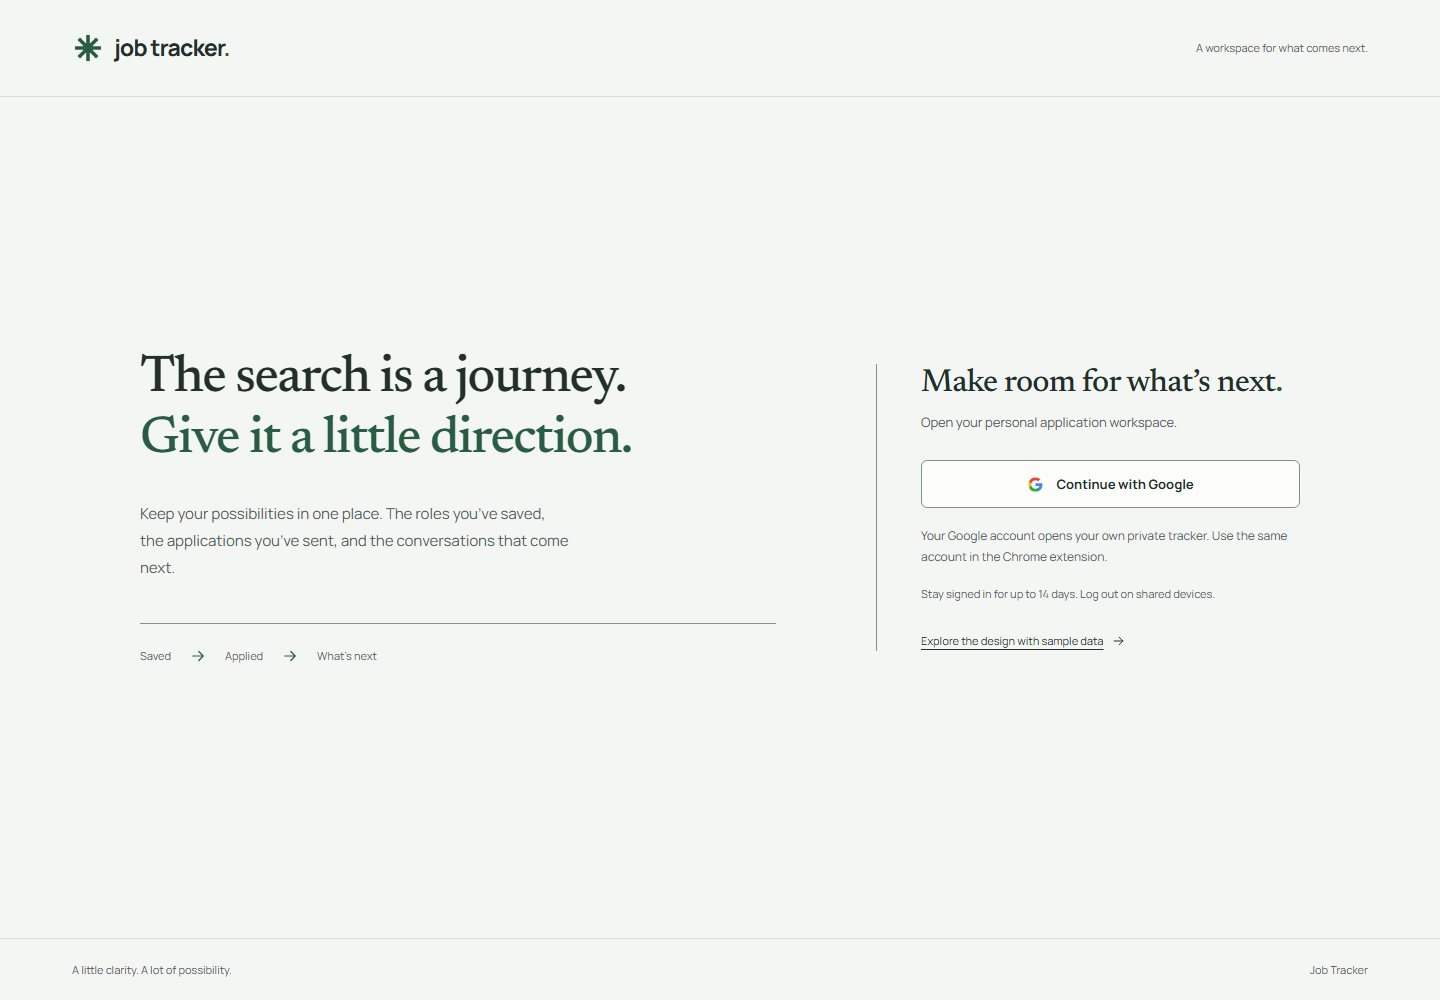 job tracker.
A workspace for what comes next.
The search is a journey.
Give it a little direction.
Keep your possibilities in one place. The roles you’ve saved,
the applications you’ve sent, and the conversations that come
next.
Saved → Applied → What’s next
Make room for what’s next.
Open your personal application workspace.
Continue with Google
Your Google account opens your own private tracker. Use the same
account in the Chrome extension.
Stay signed in for up to 14 days. Log out on shared devices.
Explore the design with sample data →
A little clarity. A lot of possibility.
Job Tracker